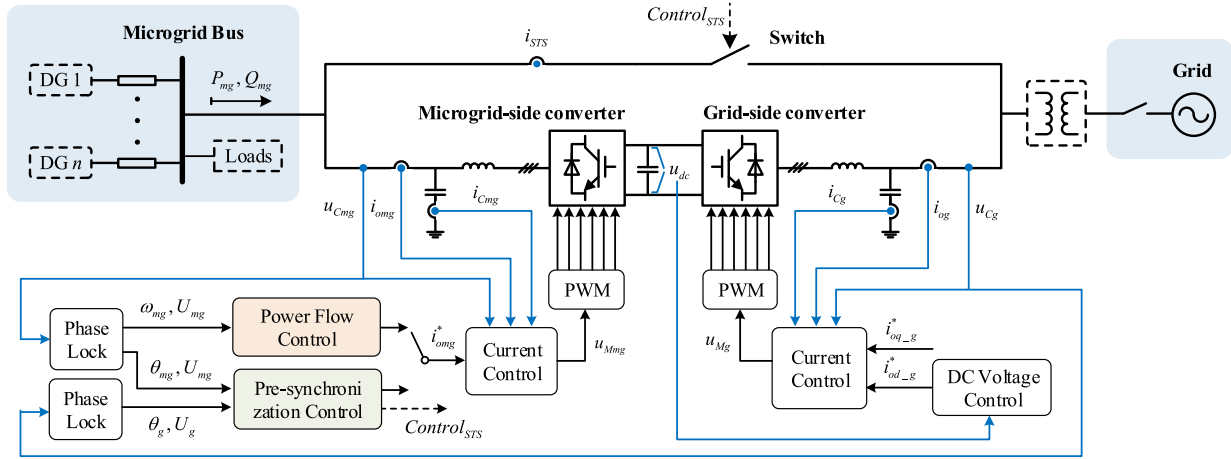 Control_STS
Microgrid Bus
i_STS
Switch
Grid
DG 1
P_mg, Q_mg
Microgrid-side converter
Grid-side converter
DG n
Loads
u_dc
u_Cmg
i_omg
i_Cmg
i_Cg
i_og
u_Cg
PWM
PWM
ω_mg, U_mg
Phase
Lock
Power Flow
Control
i*_omg
Current
Control
u_Mmg
u_Mg
Current
Control
i*_oq_g
i*_od_g
θ_mg, U_mg
Phase
Lock
Pre-synchroni
zation Control
DC Voltage
Control
θ_g, U_g
Control_STS